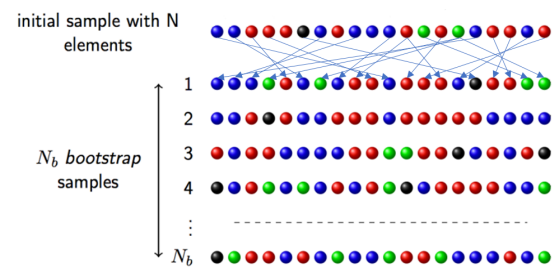 initial sample with N
elements
1
2
N_b bootstrap
samples
3
4
⋮
N_b